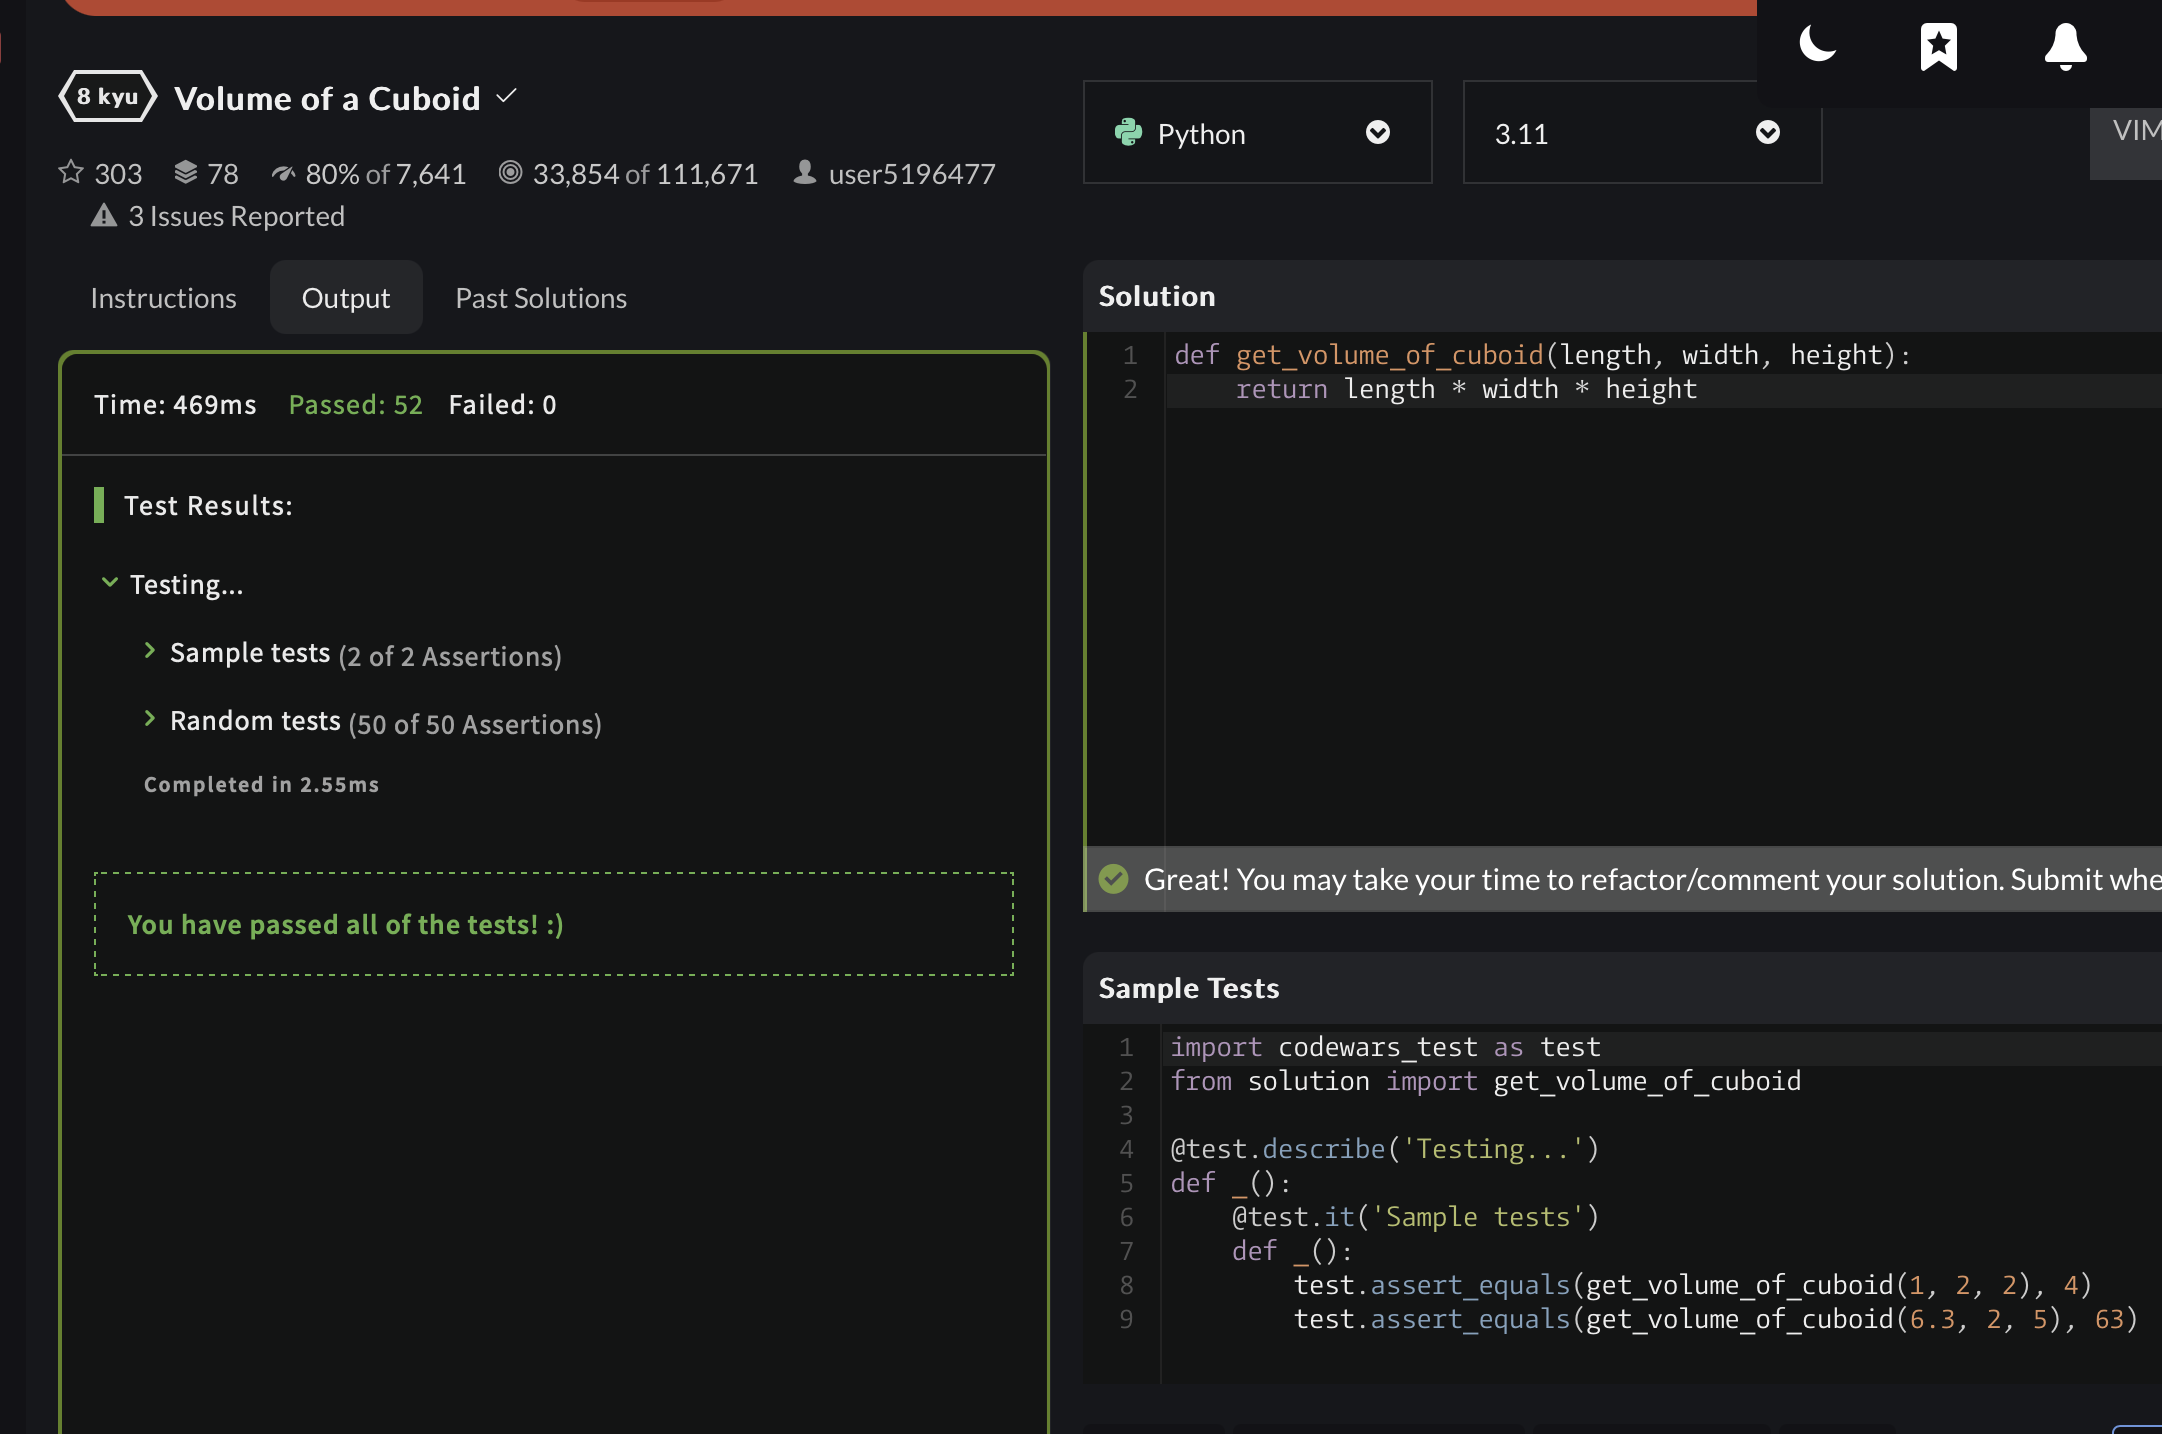 8 kyu Volume of a Cuboid
303 78 80% of 7,641 33,854 of 111,671 user5196477
3 Issues Reported
Instructions Output Past Solutions
Time: 469ms Passed: 52 Failed: 0
Test Results:
Testing...
Sample tests (2 of 2 Assertions)
Random tests (50 of 50 Assertions)
Completed in 2.55ms
You have passed all of the tests! :)
Python 3.11 VIM
Solution
1 def get_volume_of_cuboid(length, width, height):
2     return length * width * height
Great! You may take your time to refactor/comment your solution. Submit whe
Sample Tests
1 import codewars_test as test
2 from solution import get_volume_of_cuboid
3
4 @test.describe('Testing...')
5 def _():
6     @test.it('Sample tests')
7     def _():
8         test.assert_equals(get_volume_of_cuboid(1, 2, 2), 4)
9         test.assert_equals(get_volume_of_cuboid(6.3, 2, 5), 63)